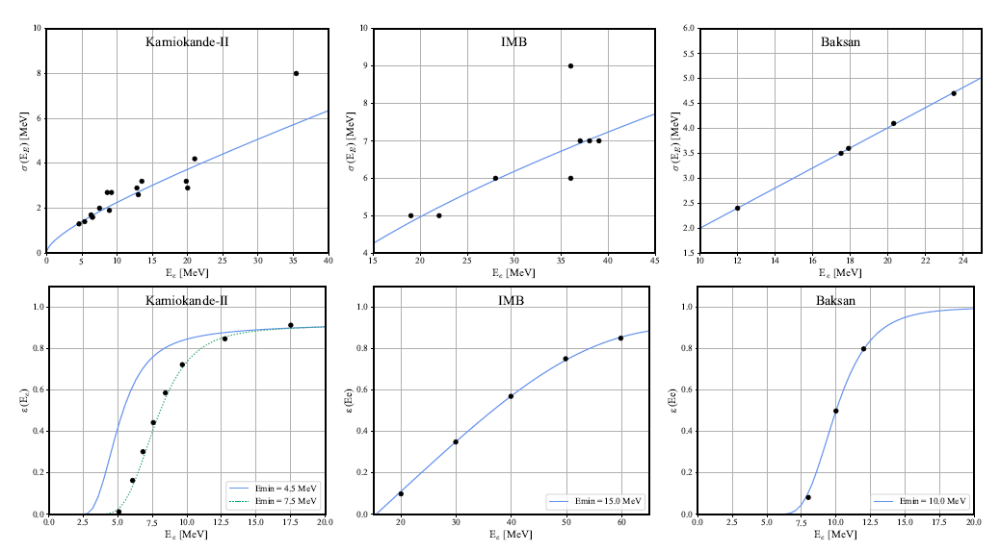 Kamiokande-II
σ(E_E) [MeV]
10
8
6
4
2
0
0 5 10 15 20 25 30 35 40
E_ε [MeV]
IMB
σ(E_E) [MeV]
10
9
8
7
6
5
4
15 20 25 30 35 40 45
E_ε [MeV]
Baksan
σ(E_E) [MeV]
6.0
5.5
5.0
4.5
4.0
3.5
3.0
2.5
2.0
1.5
10 12 14 16 18 20 22 24
E_ε [MeV]
Kamiokande-II
ε(E_ε)
1.0
0.8
0.6
0.4
0.2
0.0
0.0 2.5 5.0 7.5 10.0 12.5 15.0 17.5 20.0
E_ε [MeV]
Emin = 4.5 MeV
Emin = 7.5 MeV
IMB
ε(Ee)
1.0
0.8
0.6
0.4
0.2
0.0
20 30 40 50 60
E_ε [MeV]
Emin = 15.0 MeV
Baksan
ε(Ee)
1.0
0.8
0.6
0.4
0.2
0.0
0.0 2.5 5.0 7.5 10.0 12.5 15.0 17.5 20.0
E_ε [MeV]
Emin = 10.0 MeV